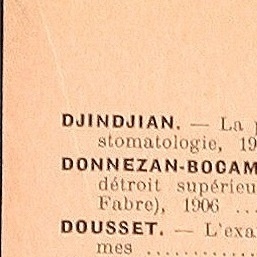 DJINDJIAN. — La
stomatologie, 19
DONNEZAN-BOCAM
détroit supérieu
Fabre), 1906 ...
DOUSSET. — L'exa
mes ............